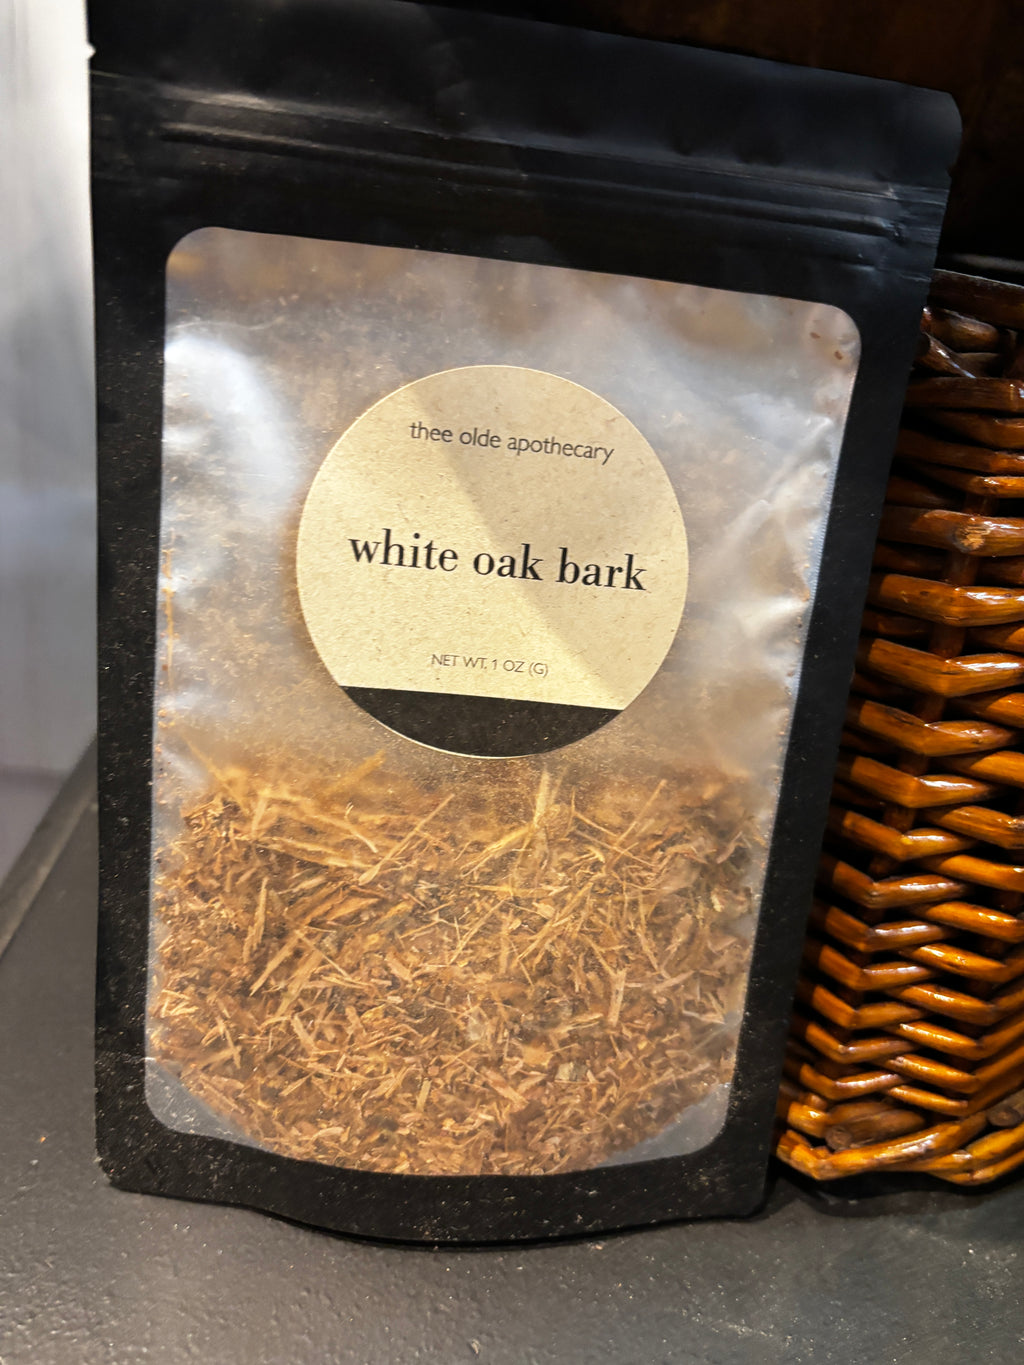 thee olde apothecary
white oak bark
NET WT. 1 OZ (G)